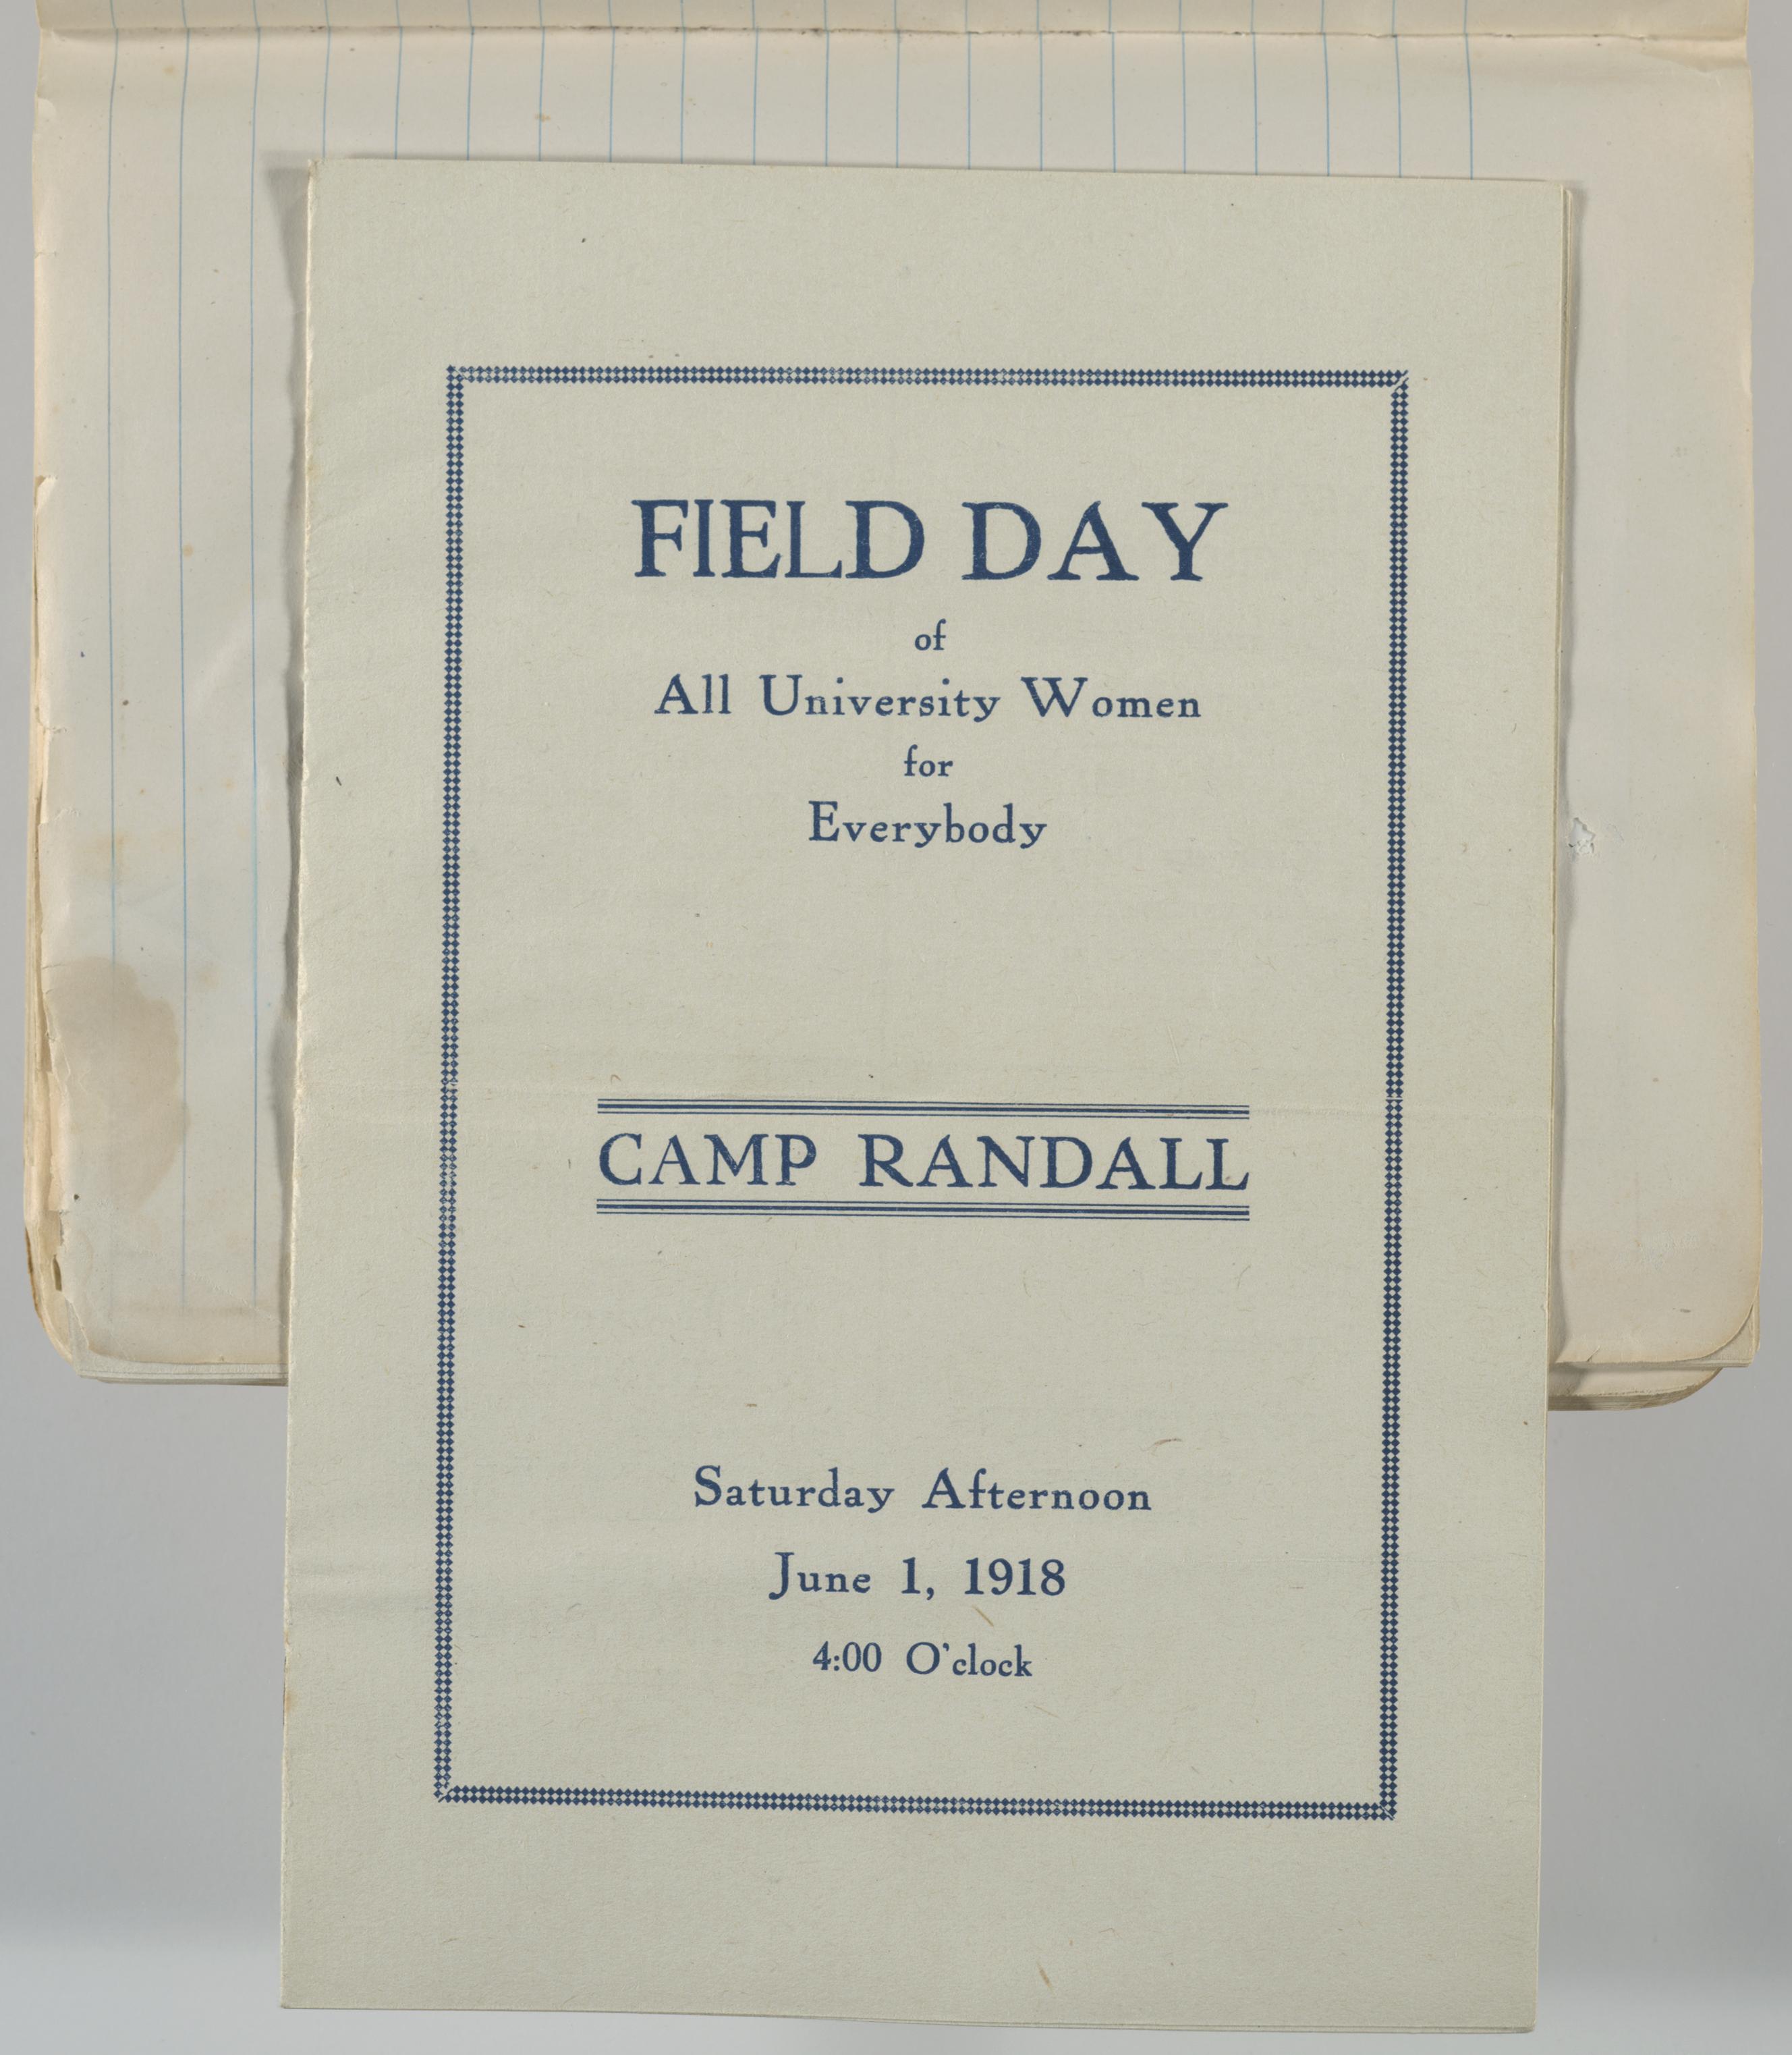 FIELD DAY
of
All University Women
for
Everybody
CAMP RANDALL
Saturday Afternoon
June 1, 1918
4:00 O'clock